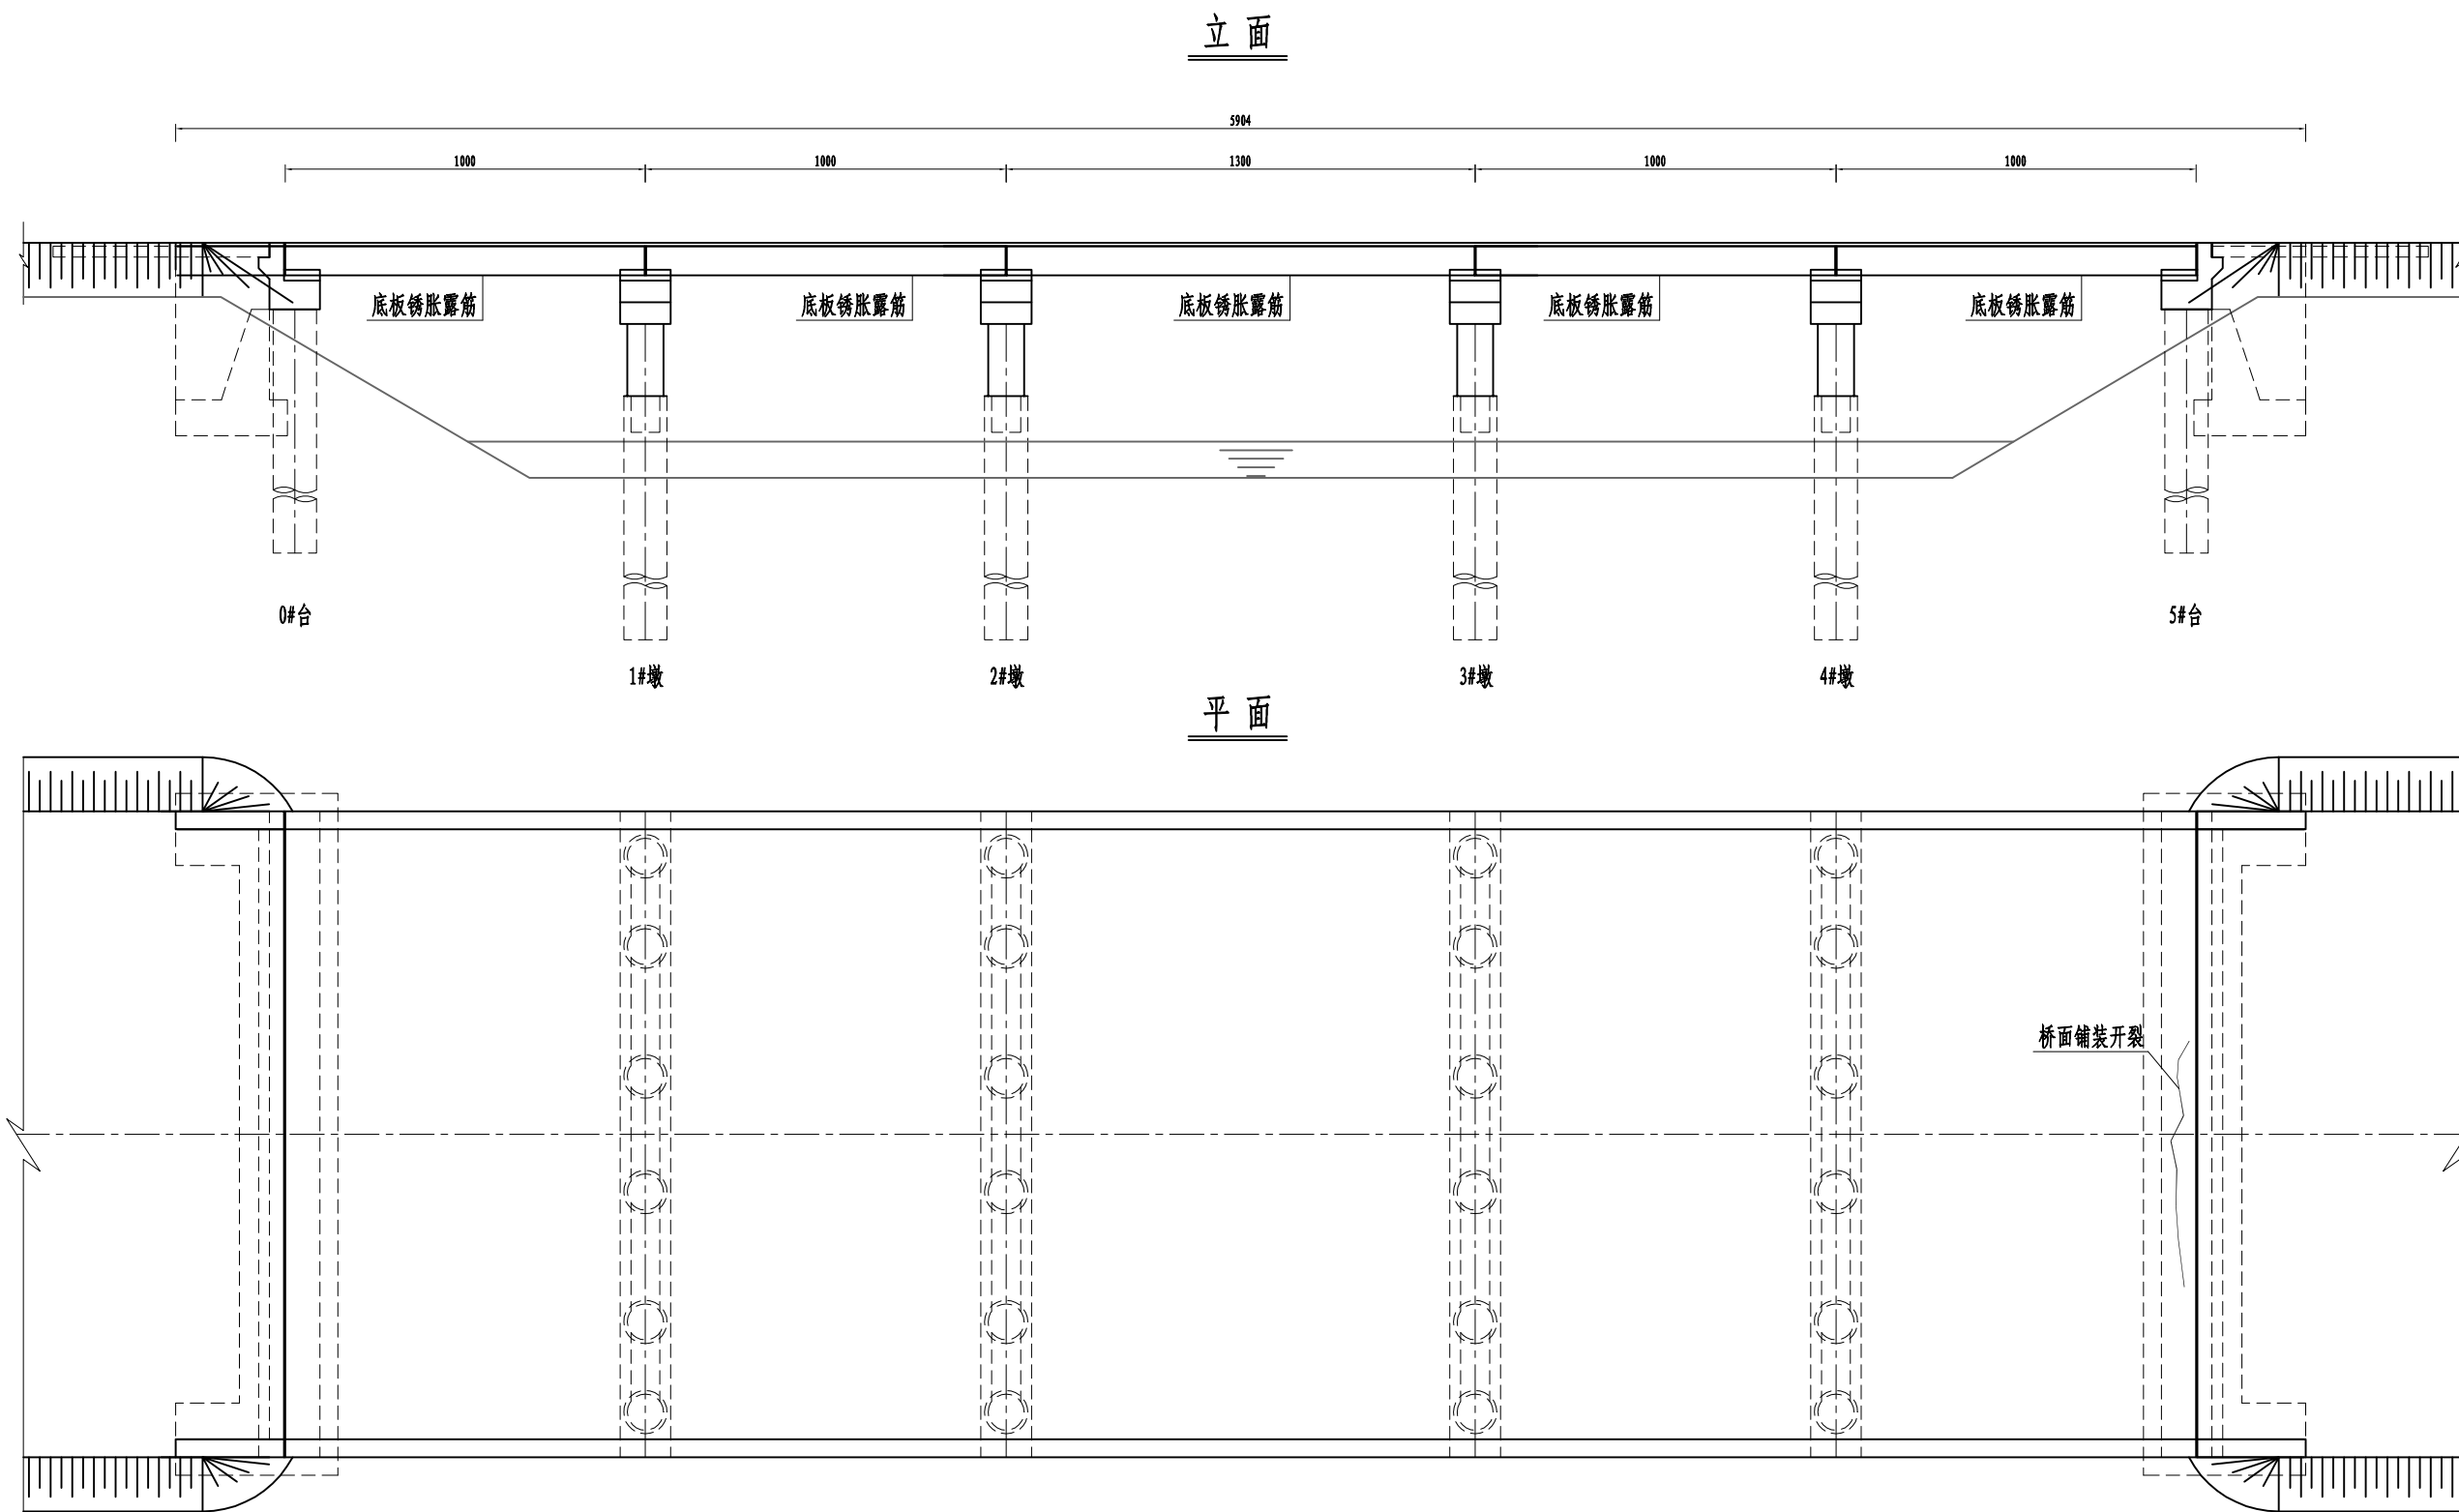 立 面
5904
1000
1000
1300
1000
1000
底板锈胀露筋
底板锈胀露筋
底板锈胀露筋
底板锈胀露筋
底板锈胀露筋
0#台
5#台
1#墩
2#墩
3#墩
4#墩
平 面
桥面铺装开裂